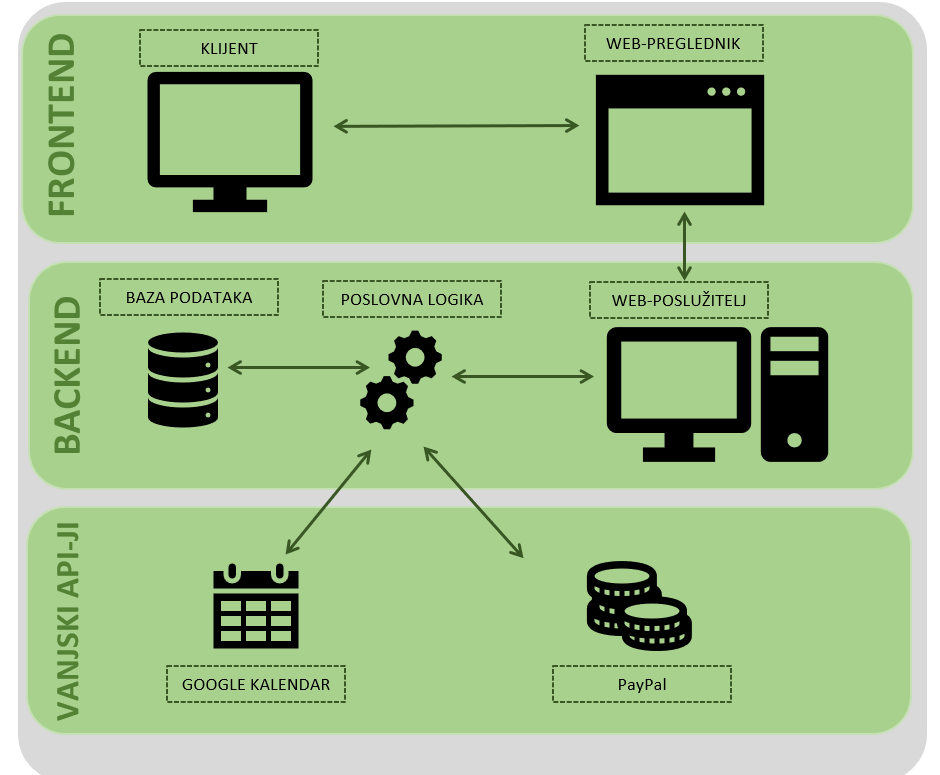 FRONTEND
KLIJENT
WEB-PREGLEDNIK
BACKEND
BAZA PODATAKA
POSLOVNA LOGIKA
WEB-POSLUŽITELJ
VANJSKI API-JI
GOOGLE KALENDAR
PayPal